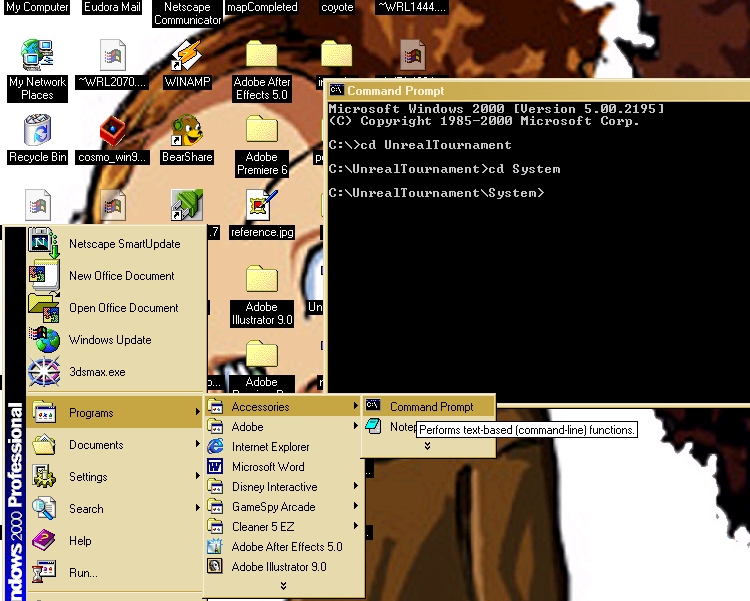 My Computer
Eudora Mail
Netscape
Communicator
mapCompleted
coyote
~WRL1444....
My Network
Places
~WRL2070....
WINAMP
Adobe After
Effects 5.0
Recycle Bin
cosmo_win9...
BearShare
Adobe
Premiere 6
reference.jpg
Adobe
Illustrator 9.0
Adobe
Command Prompt
Microsoft Windows 2000 [Version 5.00.2195]
(C) Copyright 1985-2000 Microsoft Corp.
C:\>cd UnrealTournament
C:\UnrealTournament>cd System
C:\UnrealTournament\System>
Netscape SmartUpdate
New Office Document
Open Office Document
Windows Update
3dsmax.exe
Programs
Documents
Settings
Search
Help
Run...
ndows 2000 Professional
Accessories
Adobe
Internet Explorer
Microsoft Word
Disney Interactive
GameSpy Arcade
Cleaner 5 EZ
Adobe After Effects 5.0
Adobe Illustrator 9.0
Command Prompt
Notep
Performs text-based (command-line) functions.